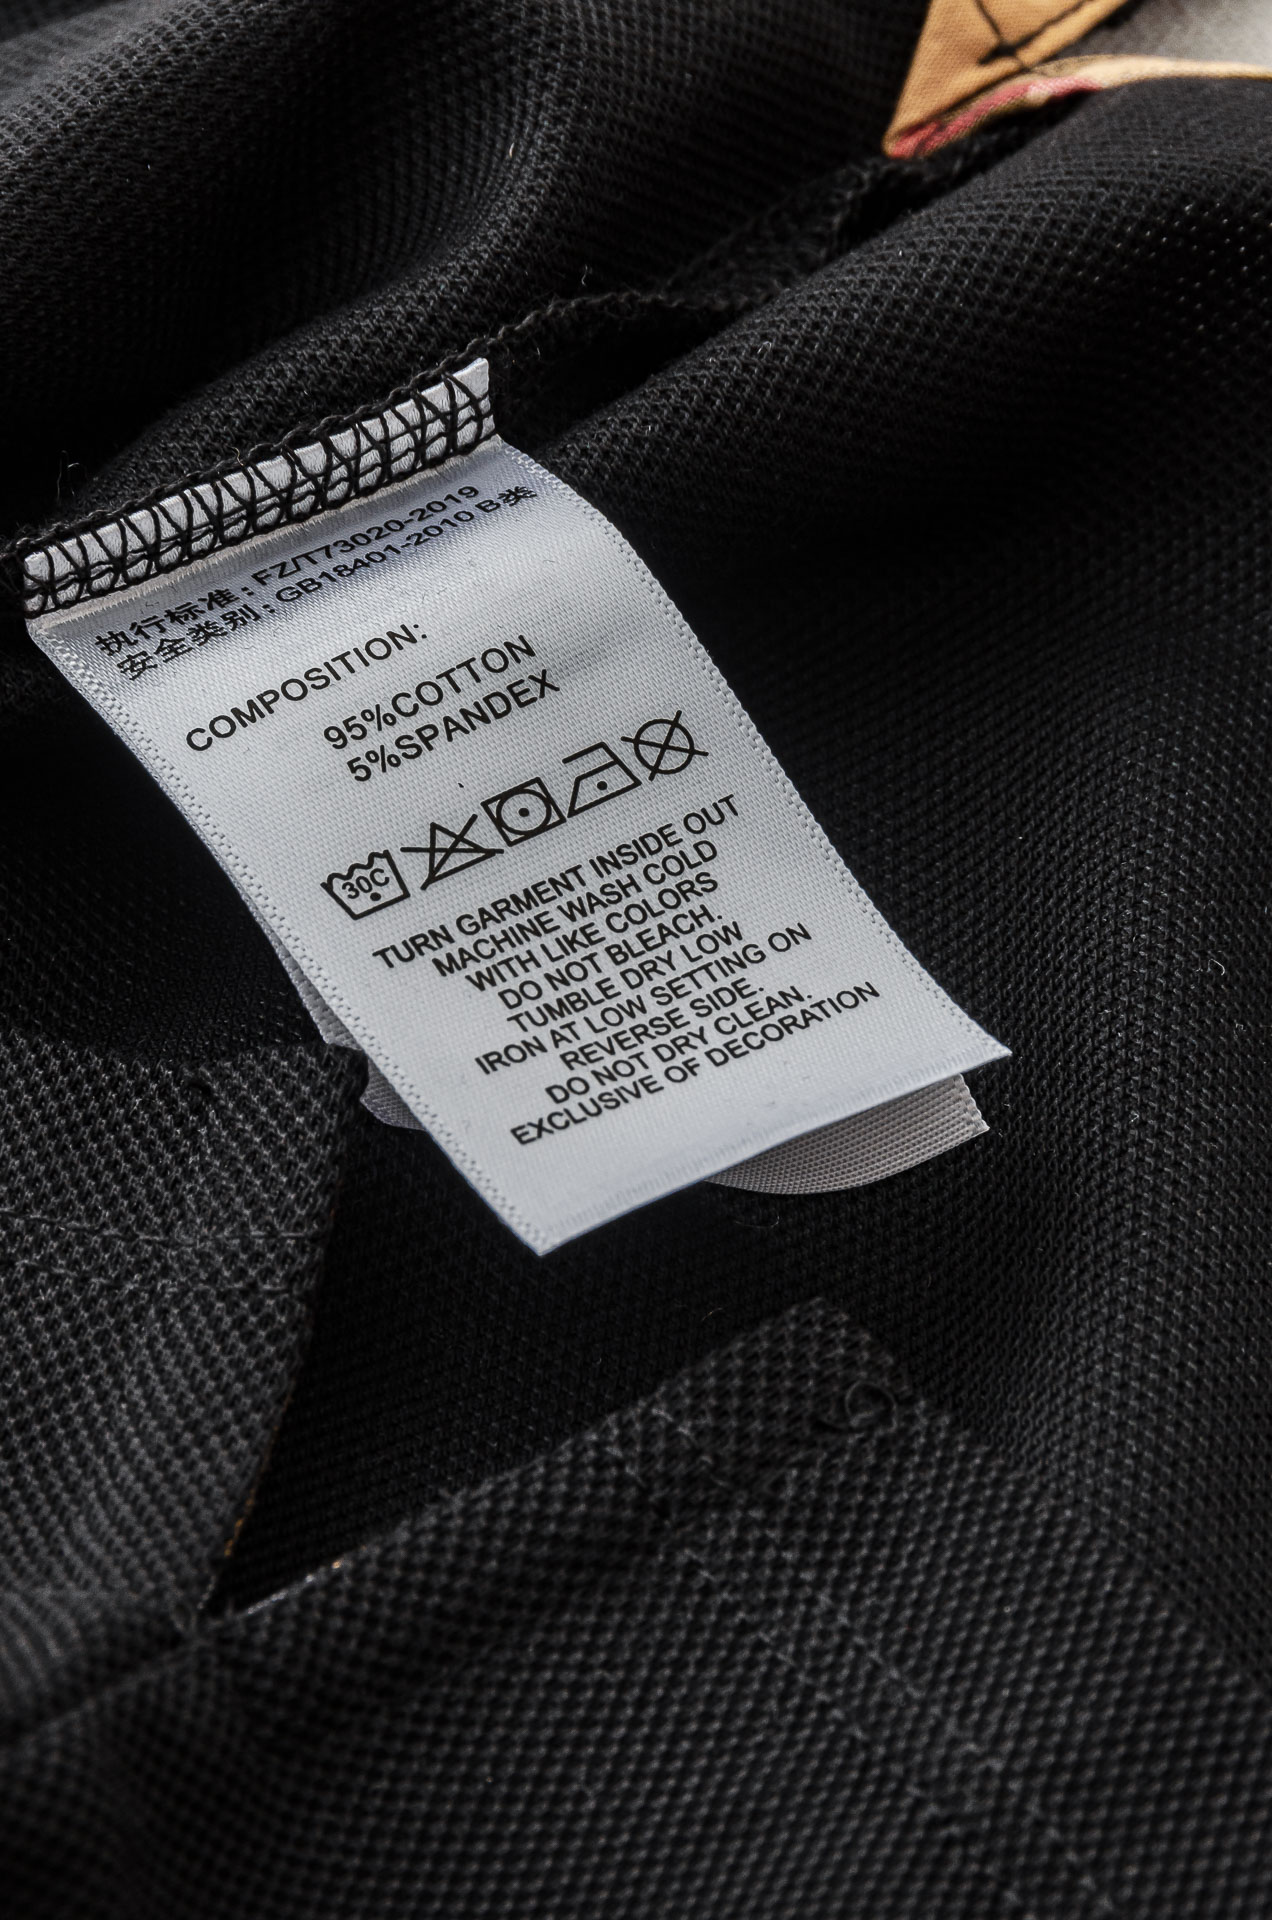 执行标准：FZ/T73020-2019
安全类别：GB18401-2010 B类
COMPOSITION:
95%COTTON
5%SPANDEX
30C
TURN GARMENT INSIDE OUT
MACHINE WASH COLD
WITH LIKE COLORS
DO NOT BLEACH.
TUMBLE DRY LOW
IRON AT LOW SETTING ON
REVERSE SIDE.
DO NOT DRY CLEAN.
EXCLUSIVE OF DECORATION